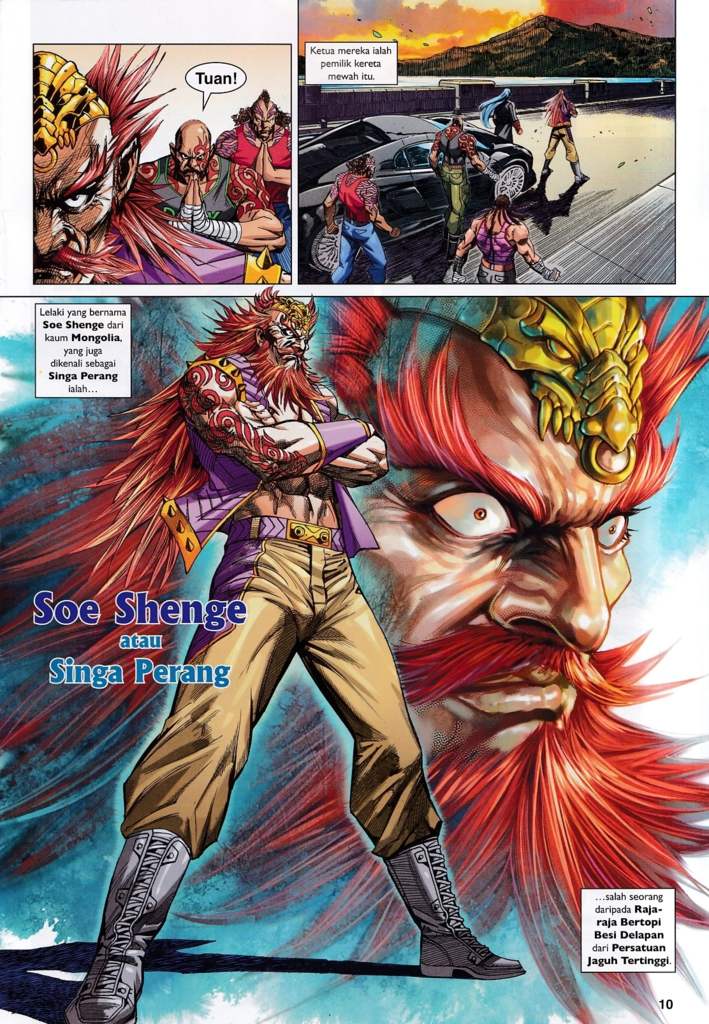 Tuan!
Ketua mereka ialah
pemilik kereta
mewah itu.
Lelaki yang bernama
Soe Shenge dari
kaum Mongolia,
yang juga
dikenali sebagai
Singa Perang
ialah...
Soe Shenge
atau
Singa Perang
...salah seorang
daripada Raja-
raja Bertopi
Besi Delapan
dari Persatuan
Jaguh Tertinggi.
10